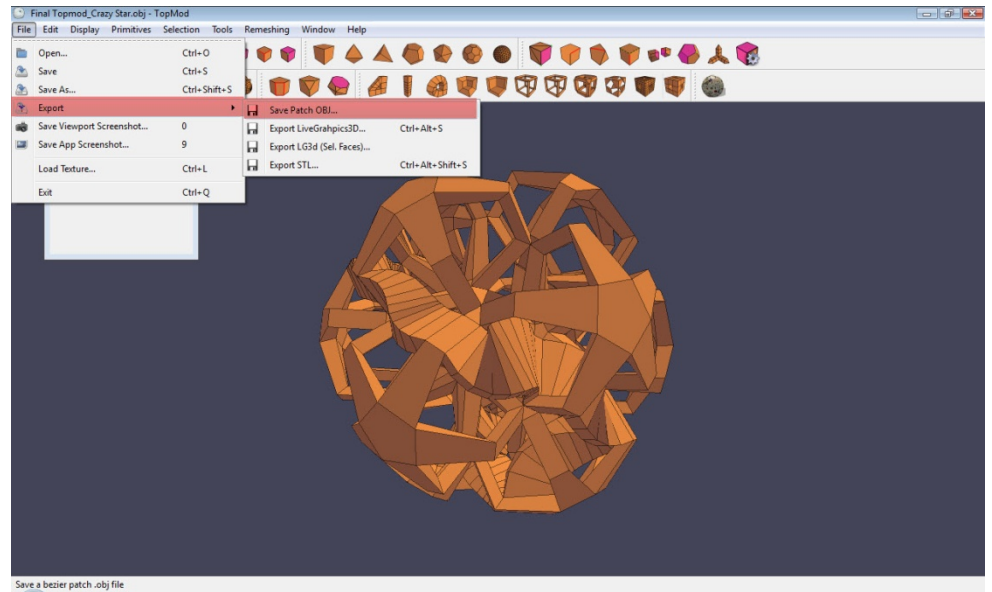 Final Topmod_Crazy Star.obj - TopMod
File Edit Display Primitives Selection Tools Remeshing Window Help
Open... Ctrl+O
Save Ctrl+S
Save As... Ctrl+Shift+S
Export
Save Viewport Screenshot... 0
Save App Screenshot... 9
Load Texture... Ctrl+L
Exit Ctrl+Q
Save Patch OBJ...
Export LiveGrahpics3D... Ctrl+Alt+S
Export LG3d (Sel. Faces)...
Export STL... Ctrl+Alt+Shift+S
Save a bezier patch .obj file